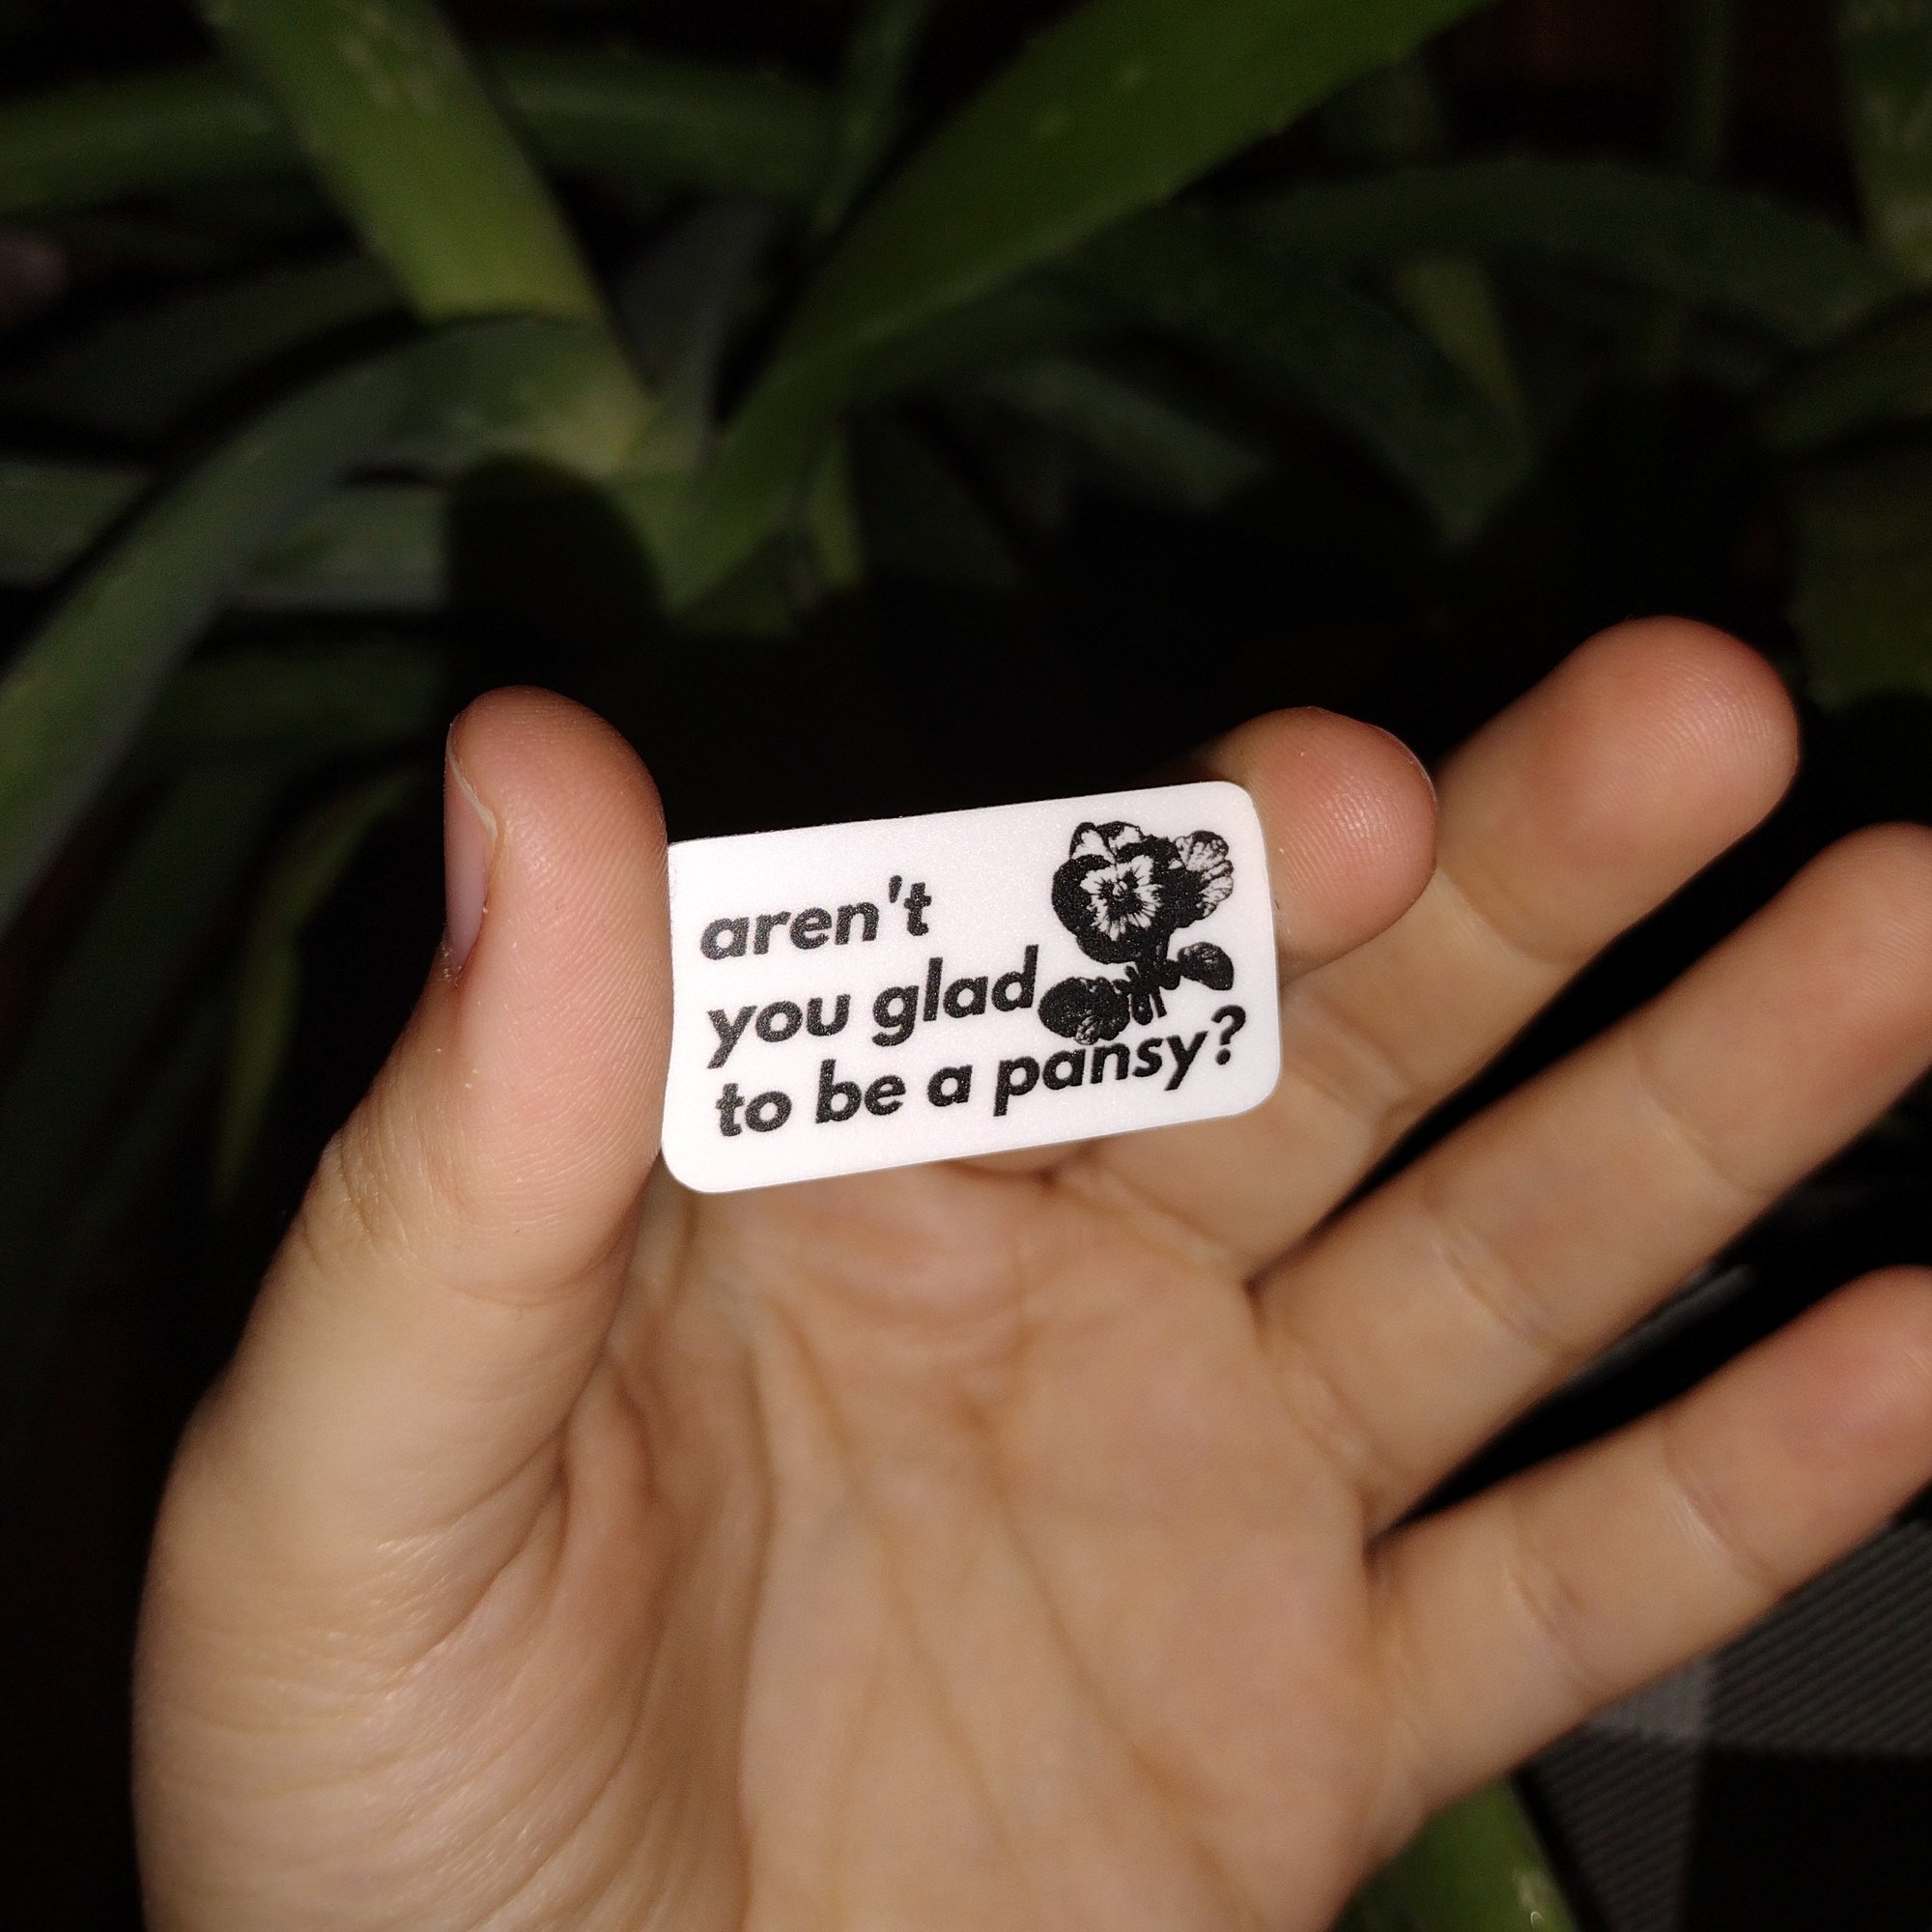 aren't
you glad
to be a pansy?